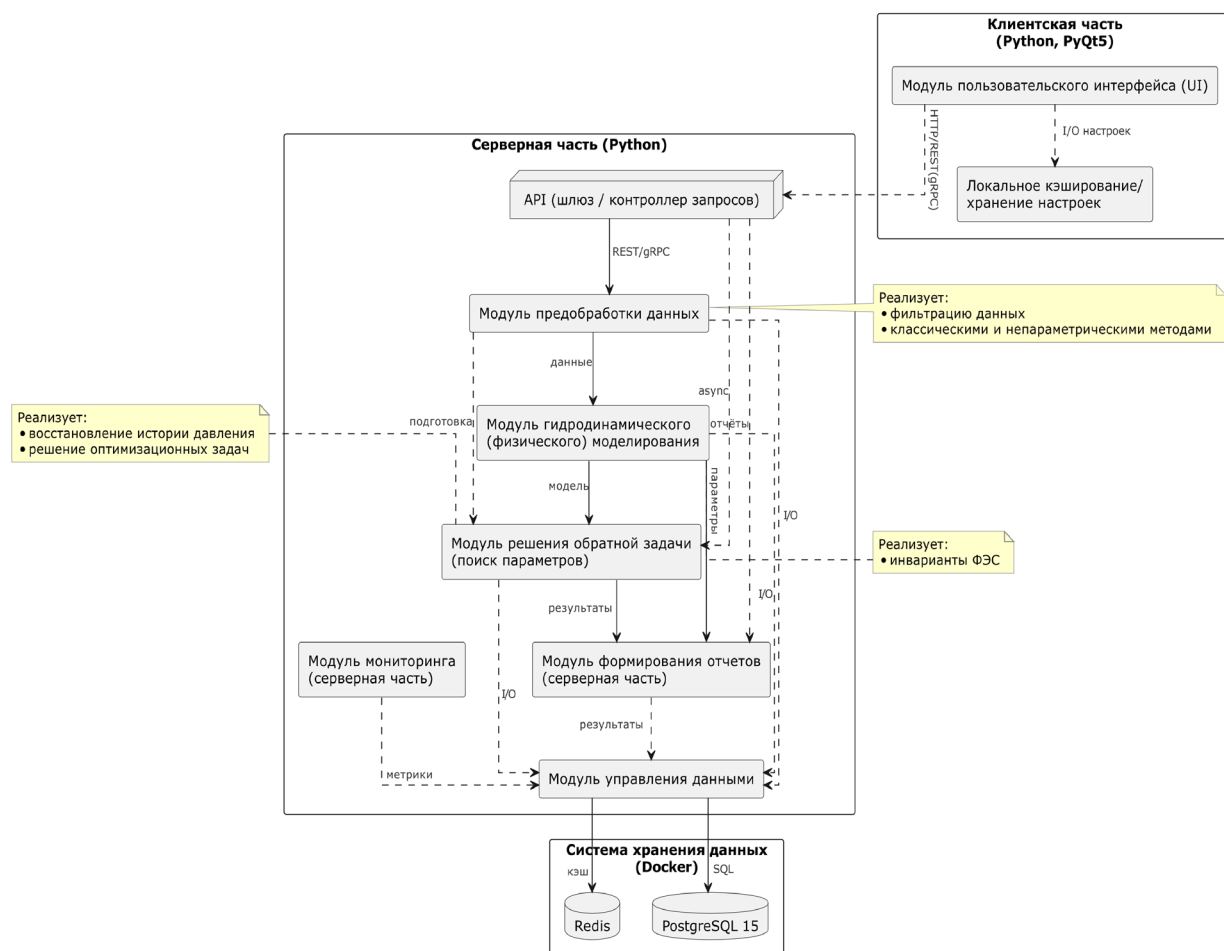 Клиентская часть
(Python, PyQt5)
Модуль пользовательского интерфейса (UI)
HTTP/REST(gRPC)
I/O настроек
Локальное кэширование/
хранение настроек
Серверная часть (Python)
API (шлюз / контроллер запросов)
REST/gRPC
Модуль предобработки данных
Реализует:
• фильтрацию данных
• классическими и непараметрическими методами
данные
async
Реализует:
• восстановление истории давления
• решение оптимизационных задач
подготовка
Модуль гидродинамического
(физического) моделирования
отчёты
модель
параметры
I/O
Модуль решения обратной задачи
(поиск параметров)
Реализует:
• инварианты ФЭС
результаты
I/O
Модуль мониторинга
(серверная часть)
Модуль формирования отчетов
(серверная часть)
I/O
результаты
метрики
Модуль управления данными
Система хранения данных
(Docker)
кэш
SQL
Redis
PostgreSQL 15